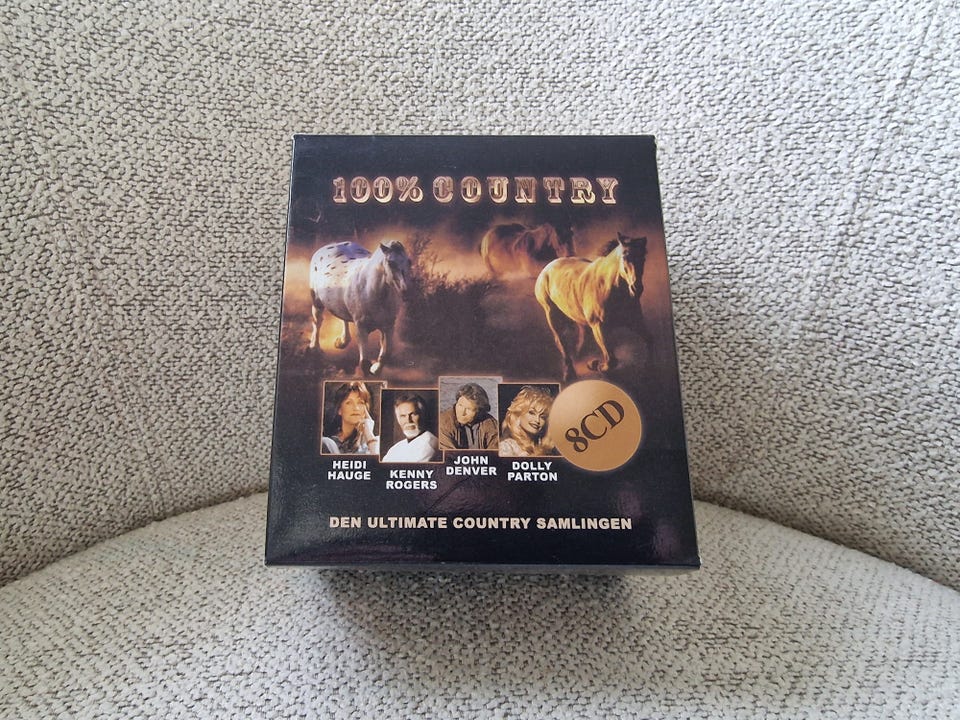 100% COUNTRY
8CD
HEIDI
HAUGE
KENNY
ROGERS
JOHN
DENVER
DOLLY
PARTON
DEN ULTIMATE COUNTRY SAMLINGEN